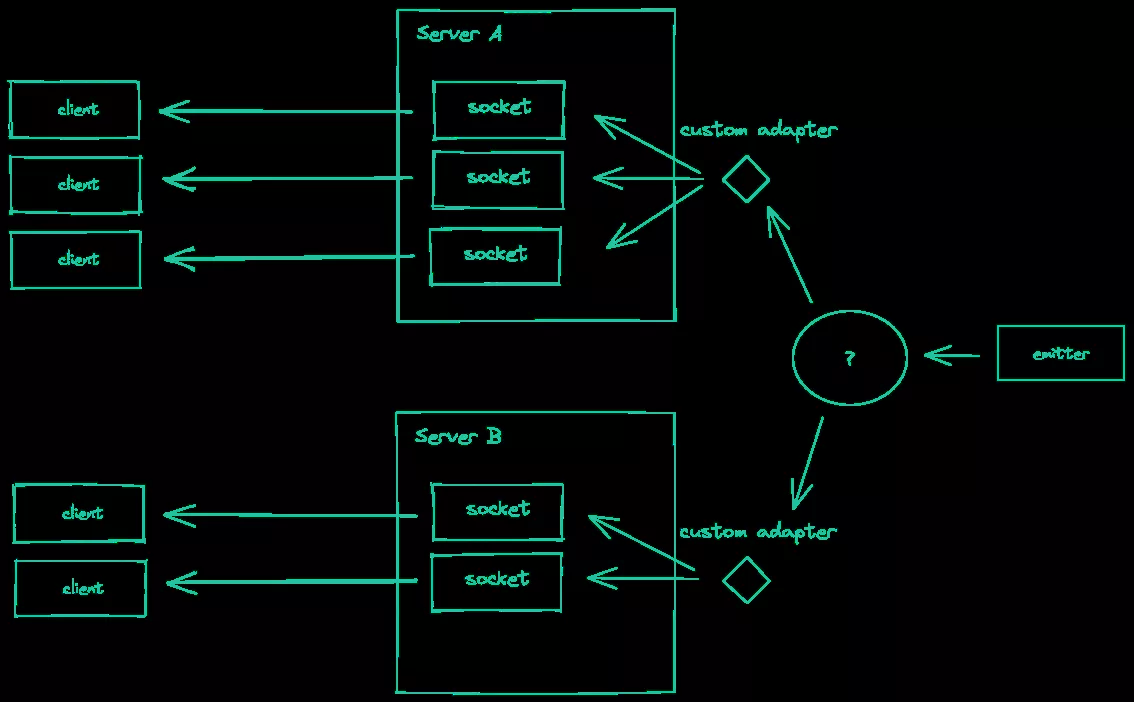 Server A
client
socket
custom adapter
client
socket
client
socket
?
emitter
Server B
client
socket
custom adapter
client
socket